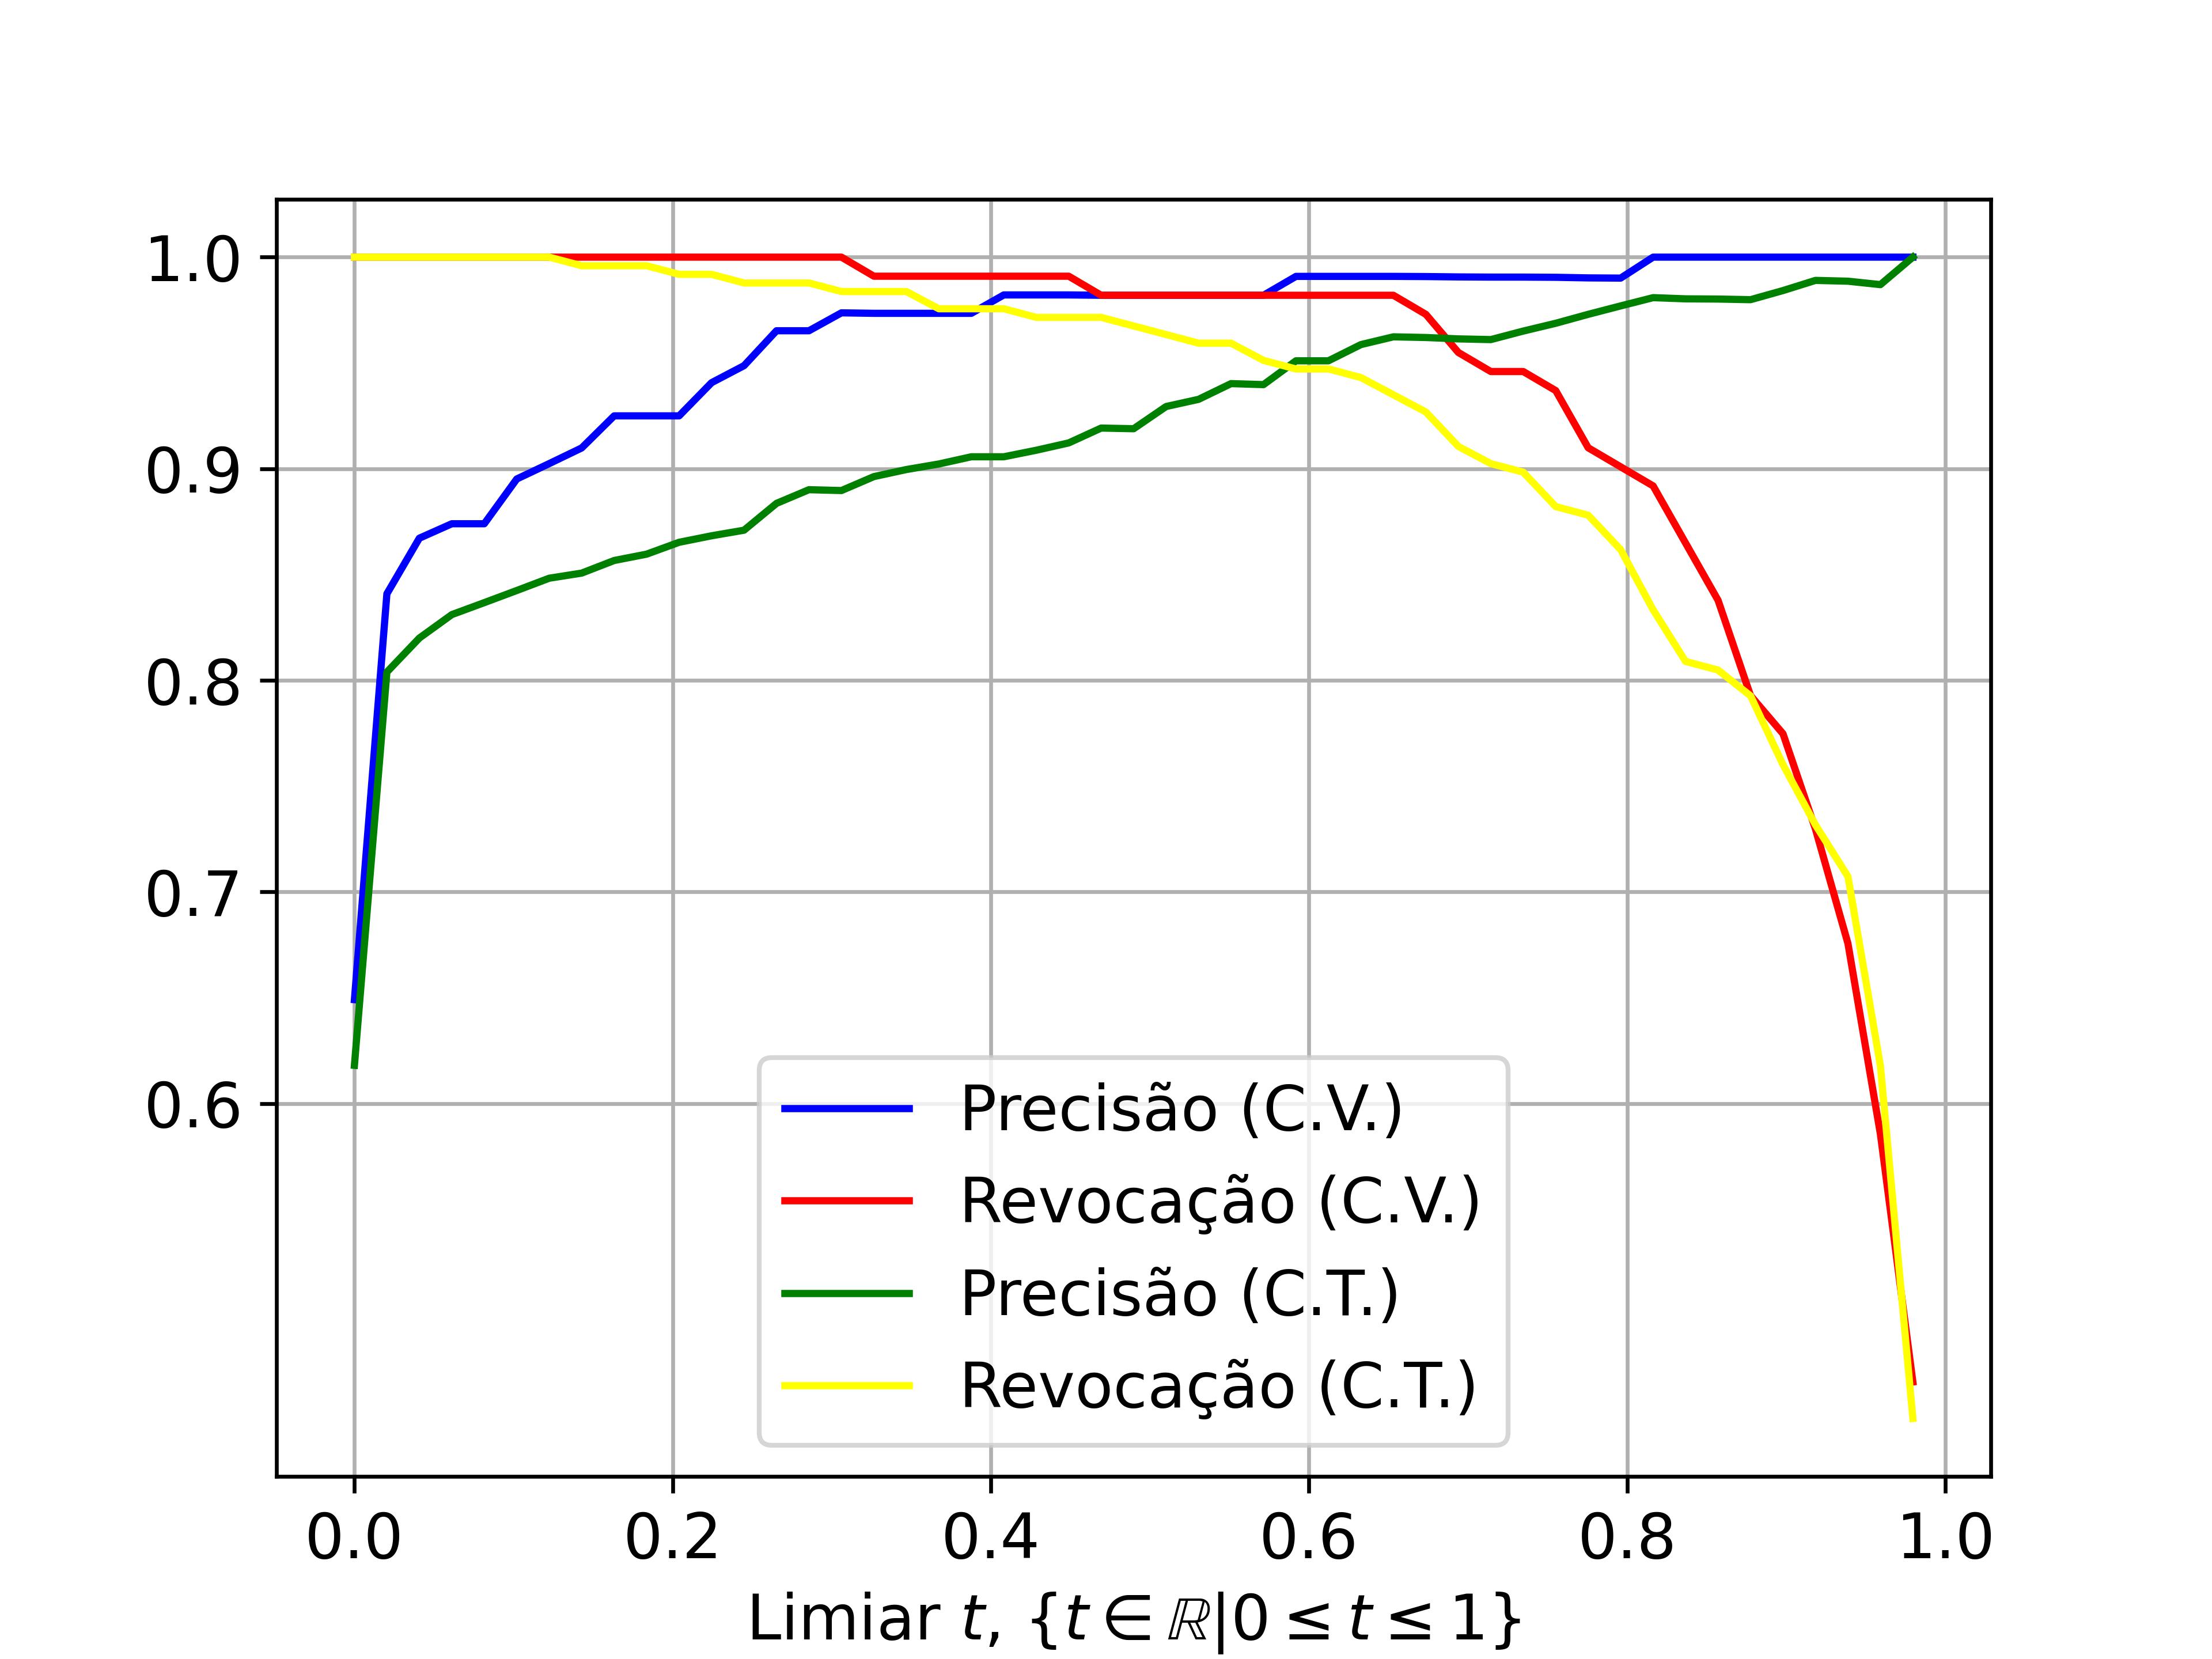 1.0
0.9
0.8
0.7
0.6
Precisão (C.V.)
Revocação (C.V.)
Precisão (C.T.)
Revocação (C.T.)
0.0 0.2 0.4 0.6 0.8 1.0
Limiar t, {t ∈ ℝ|0 ≤ t ≤ 1}